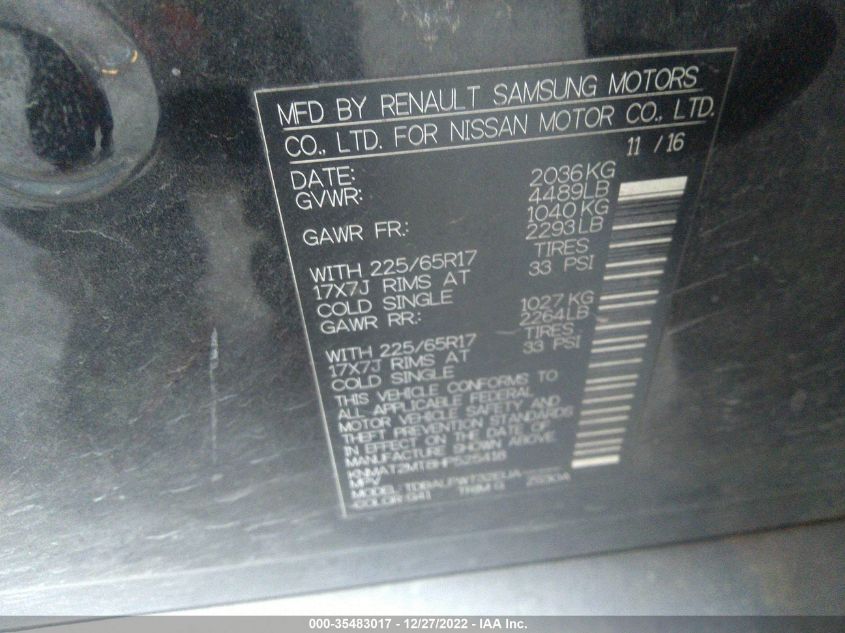 MFD BY RENAULT SAMSUNG MOTORS
CO., LTD. FOR NISSAN MOTOR CO., LTD.
DATE: 11 / 16
GVWR: 2036 KG
4489 LB
GAWR FR.: 1040 KG
2293 LB
WITH 225/65R17 TIRES
17X7J RIMS AT 33 PSI
COLD SINGLE
GAWR RR.: 1027 KG
2264 LB
WITH 225/65R17 TIRES
17X7J RIMS AT 33 PSI
COLD SINGLE
THIS VEHICLE CONFORMS TO
ALL APPLICABLE FEDERAL
MOTOR VEHICLE SAFETY AND
THEFT PREVENTION STANDARDS
IN EFFECT ON THE DATE OF
MANUFACTURE SHOWN ABOVE.
MPV
MODEL:
COLOR: G41 TRIM: G
000-35483017 - 12/27/2022 - IAA Inc.